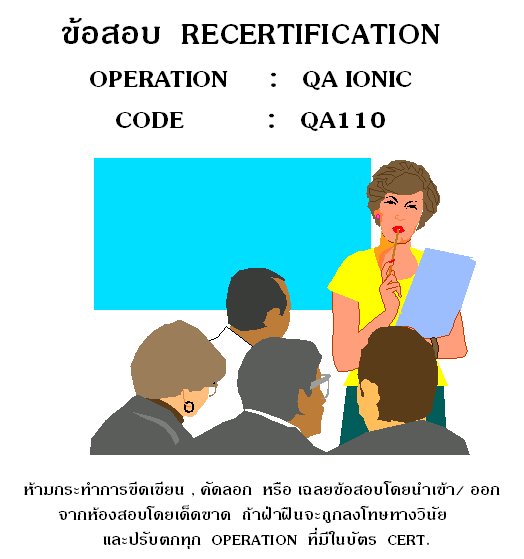 ข้อสอบ RECERTIFICATION
OPERATION : QA IONIC
CODE : QA110
ห้ามกระทำการขีดเขียน , คัดลอก หรือ เฉลยข้อสอบโดยนำเข้า/ ออก
จากห้องสอบโดยเด็ดขาด ถ้าฝ่าฝืนจะถูกลงโทษทางวินัย
และปรับตกทุก OPERATION ที่มีในบัตร CERT.